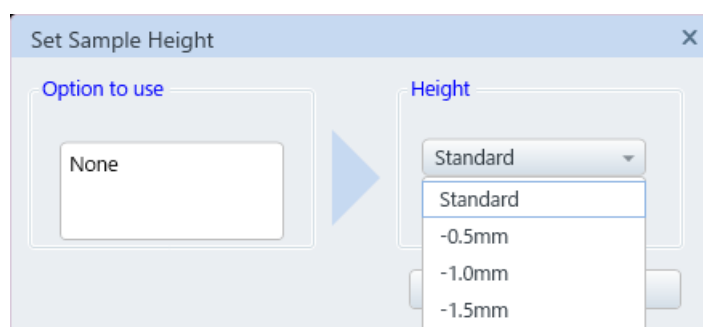 Set Sample Height
Option to use
None
Height
Standard
Standard
-0.5mm
-1.0mm
-1.5mm